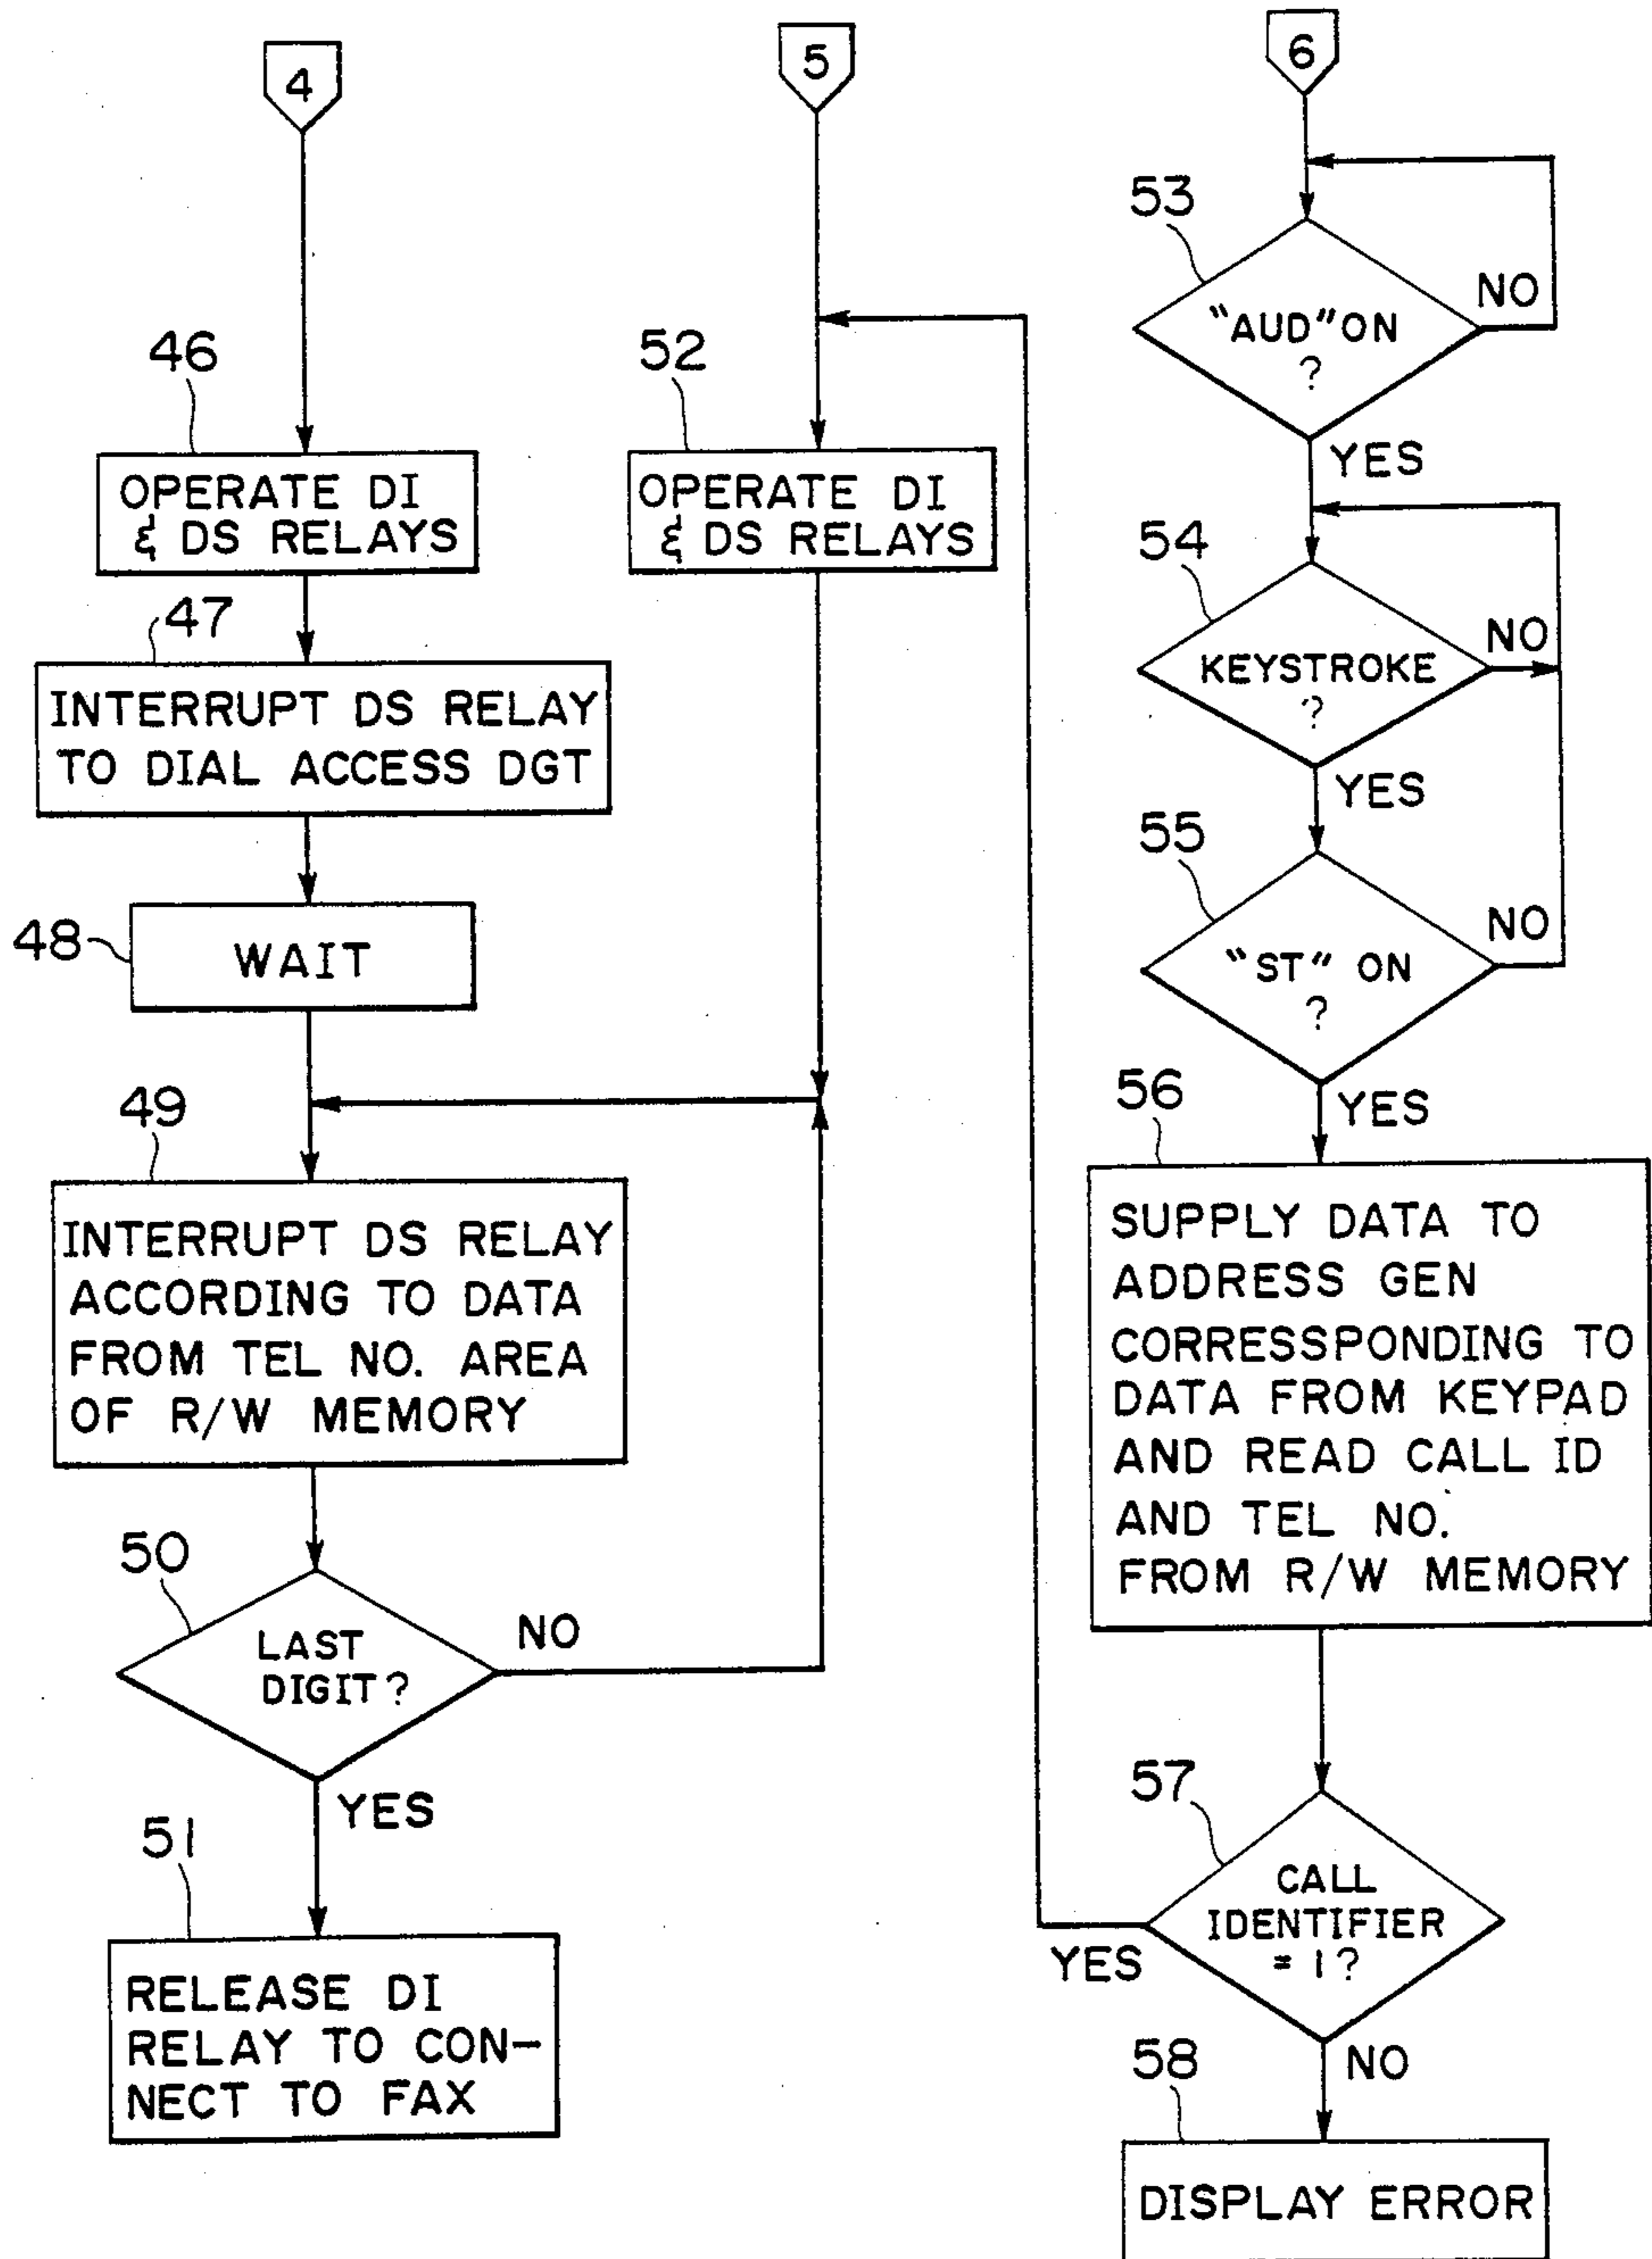 4
46
OPERATE DI
& DS RELAYS
47
INTERRUPT DS RELAY
TO DIAL ACCESS DGT
48
WAIT
49
INTERRUPT DS RELAY
ACCORDING TO DATA
FROM TEL NO. AREA
OF R/W MEMORY
50
LAST
DIGIT?
NO
YES
51
RELEASE DI
RELAY TO CON-
NECT TO FAX
5
52
OPERATE DI
& DS RELAYS
6
53
"AUD" ON
?
NO
YES
54
KEYSTROKE
?
NO
YES
55
"ST" ON
?
NO
YES
56
SUPPLY DATA TO
ADDRESS GEN
CORRESSPONDING TO
DATA FROM KEYPAD
AND READ CALL ID
AND TEL NO.
FROM R/W MEMORY
57
CALL
IDENTIFIER
= 1?
YES
NO
58
DISPLAY ERROR